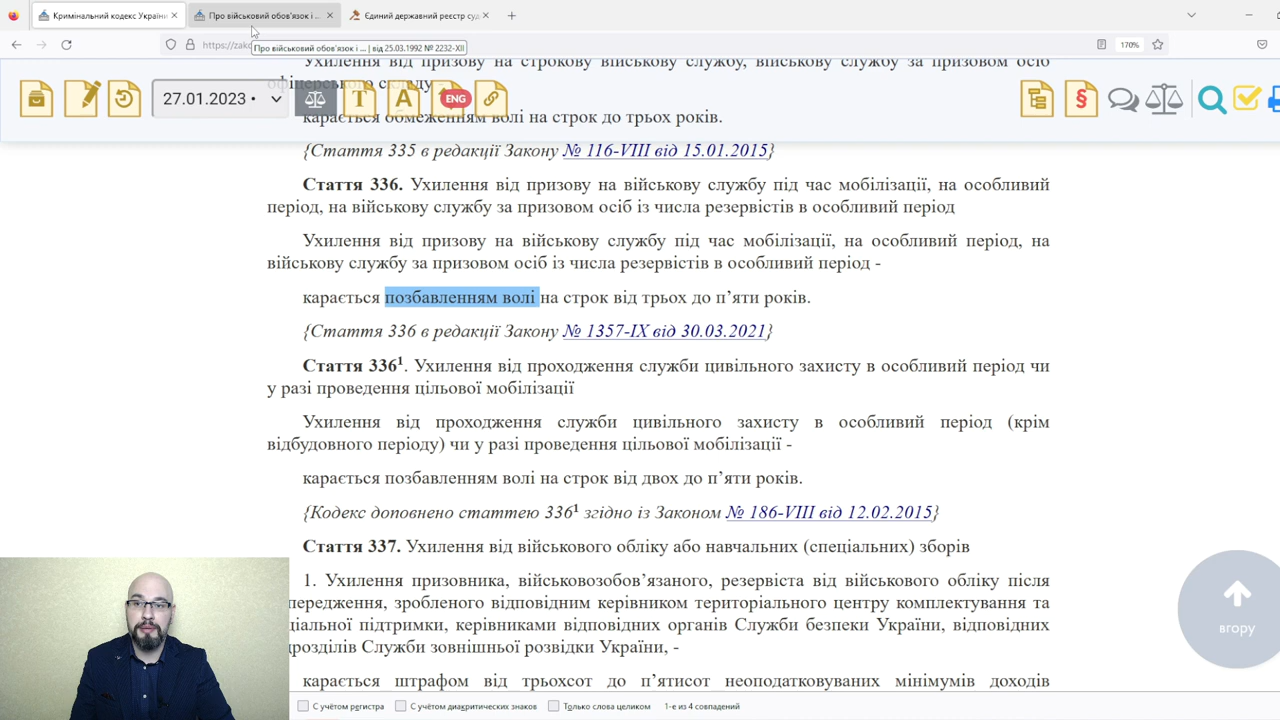 Кримінальний кодекс України
Про військовий обов'язок і ...
Єдиний державний реєстр суд
https://zako
Про військовий обов'язок і ... | від 25.03.1992 № 2232-XII
170%
Ухилення від призову на строкову військову службу, військову службу за призовом осіб
офіцерського складу -
27.01.2023 •
T
A
ENG
§
карається обмеженням волі на строк до трьох років.
{Стаття 335 в редакції Закону № 116-VIII від 15.01.2015}
Стаття 336. Ухилення від призову на військову службу під час мобілізації, на особливий
період, на військову службу за призовом осіб із числа резервістів в особливий період
Ухилення від призову на військову службу під час мобілізації, на особливий період, на
військову службу за призовом осіб із числа резервістів в особливий період -
карається позбавленням волі на строк від трьох до п’яти років.
{Стаття 336 в редакції Закону № 1357-IX від 30.03.2021}
Стаття 336¹. Ухилення від проходження служби цивільного захисту в особливий період чи
у разі проведення цільової мобілізації
Ухилення від проходження служби цивільного захисту в особливий період (крім
відбудовного періоду) чи у разі проведення цільової мобілізації -
карається позбавленням волі на строк від двох до п’яти років.
{Кодекс доповнено статтею 336¹ згідно із Законом № 186-VIII від 12.02.2015}
Стаття 337. Ухилення від військового обліку або навчальних (спеціальних) зборів
1. Ухилення призовника, військовозобов’язаного, резервіста від військового обліку після
передження, зробленого відповідним керівником територіального центру комплектування та
ціальної підтримки, керівниками відповідних органів Служби безпеки України, відповідних
дрозділів Служби зовнішньої розвідки України, -
карається штрафом від трьохсот до п’ятисот неоподатковуваних мінімумів доходів
вгору
С учётом регистра
С учётом диакритических знаков
Только слова целиком
1-е из 4 совпадений